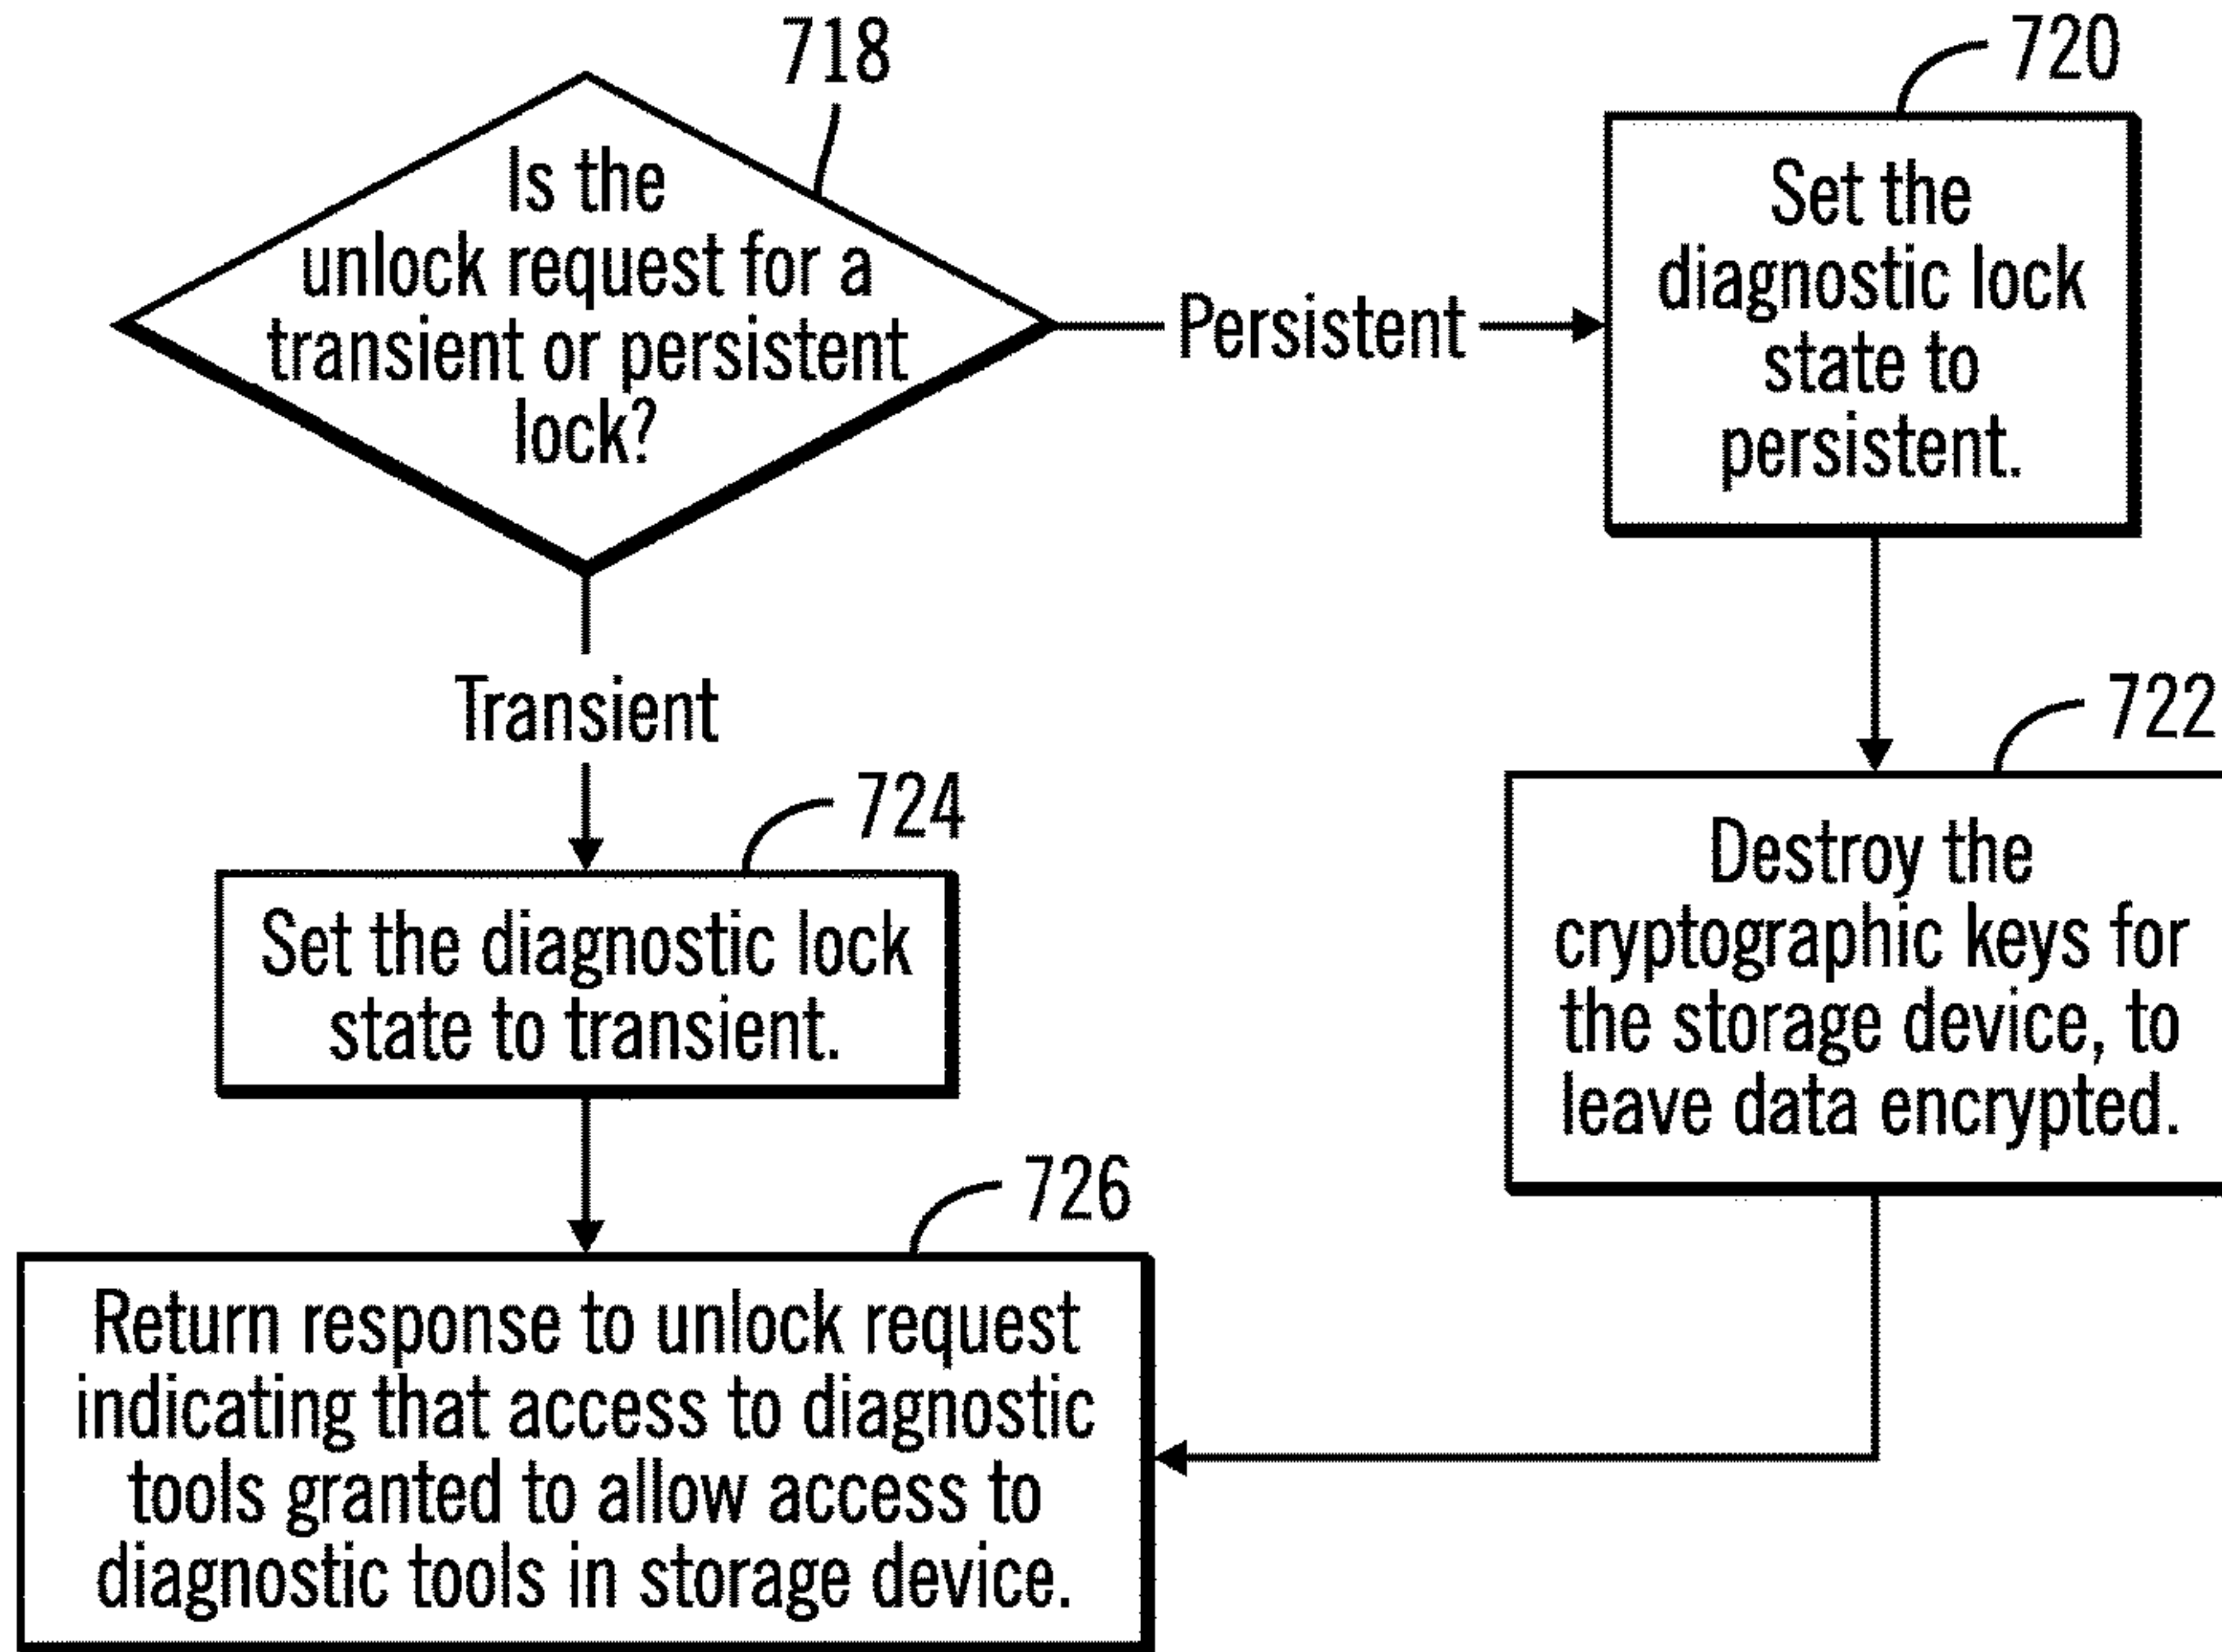 718
Is the
unlock request for a
transient or persistent
lock?
Persistent
720
Set the
diagnostic lock
state to
persistent.
722
Destroy the
cryptographic keys for
the storage device, to
leave data encrypted.
Transient
724
Set the diagnostic lock
state to transient.
726
Return response to unlock request
indicating that access to diagnostic
tools granted to allow access to
diagnostic tools in storage device.